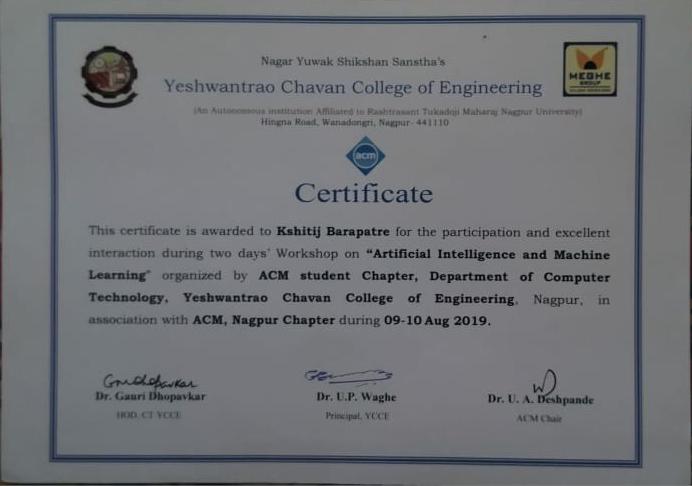 Nagar Yuwak Shikshan Sanstha's
Yeshwantrao Chavan College of Engineering
(An Autonomous institution Affiliated to Rashtrasant Tukadoji Maharaj Nagpur University)
Hingna Road, Wanadongri, Nagpur- 441110
MEGHE
GROUP
acm
Certificate
This certificate is awarded to Kshitij Barapatre for the participation and excellent
interaction during two days' Workshop on “Artificial Intelligence and Machine
Learning” organized by ACM student Chapter, Department of Computer
Technology, Yeshwantrao Chavan College of Engineering, Nagpur, in
association with ACM, Nagpur Chapter during 09-10 Aug 2019.
Dr. Gauri Dhopavkar
HOD. CT YCCE
Dr. U.P. Waghe
Principal, YCCE
Dr. U. A. Deshpande
ACM Chair